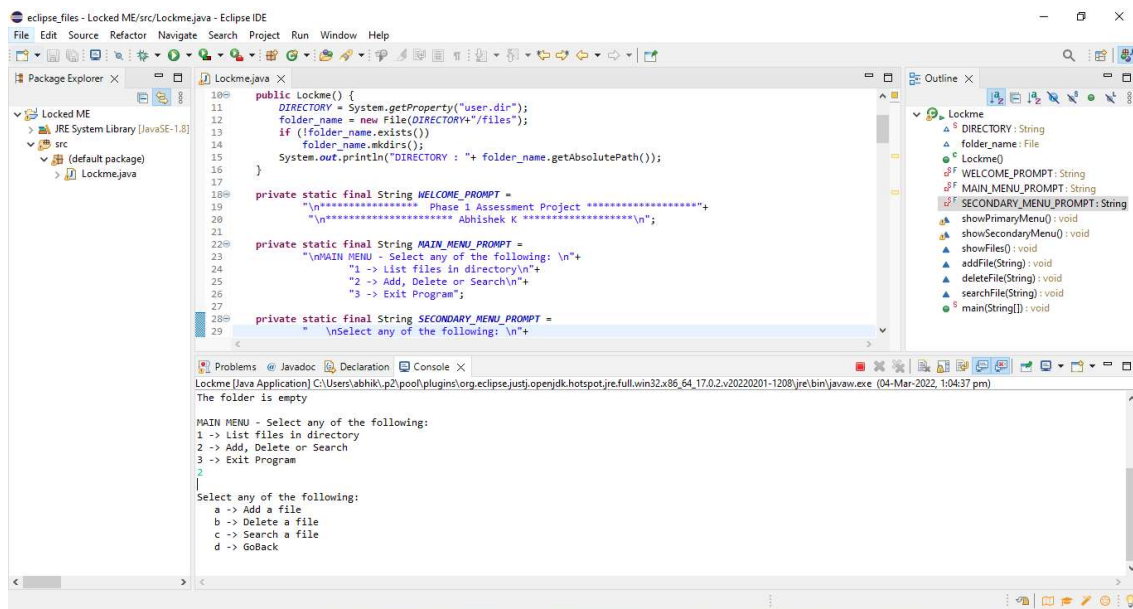 eclipse_files - Locked ME/src/Lockme.java - Eclipse IDE
File Edit Source Refactor Navigate Search Project Run Window Help
Package Explorer
Locked ME
JRE System Library [JavaSE-1.8]
src
(default package)
Lockme.java
Lockme.java
10 public Lockme() {
11 DIRECTORY = System.getProperty("user.dir");
12 folder_name = new File(DIRECTORY+"/files");
13 if (!folder_name.exists())
14 folder_name.mkdirs();
15 System.out.println("DIRECTORY : "+ folder_name.getAbsolutePath());
16 }
17
18 private static final String WELCOME_PROMPT =
19 "\n***************** Phase 1 Assessment Project *******************"+
20 "\n********************** Abhishek K *******************\n";
21
22 private static final String MAIN_MENU_PROMPT =
23 "\nMAIN MENU - Select any of the following: \n"+
24 "1 -> List files in directory\n"+
25 "2 -> Add, Delete or Search\n"+
26 "3 -> Exit Program";
27
28 private static final String SECONDARY_MENU_PROMPT =
29 " \nSelect any of the following: \n"+
Outline
Lockme
DIRECTORY : String
folder_name : File
Lockme()
WELCOME_PROMPT : String
MAIN_MENU_PROMPT : String
SECONDARY_MENU_PROMPT : String
showPrimaryMenu() : void
showSecondaryMenu() : void
showFiles() : void
addFile(String) : void
deleteFile(String) : void
searchFile(String) : void
main(String[]) : void
Problems Javadoc Declaration Console
Lockme [Java Application] C:\Users\abhik\.p2\pool\plugins\org.eclipse.justj.openjdk.hotspot.jre.full.win32.x86_64_17.0.2.v20220201-1208\jre\bin\javaw.exe (04-Mar-2022, 1:04:37 pm)
The folder is empty
MAIN MENU - Select any of the following:
1 -> List files in directory
2 -> Add, Delete or Search
3 -> Exit Program
2
Select any of the following:
a -> Add a file
b -> Delete a file
c -> Search a file
d -> GoBack